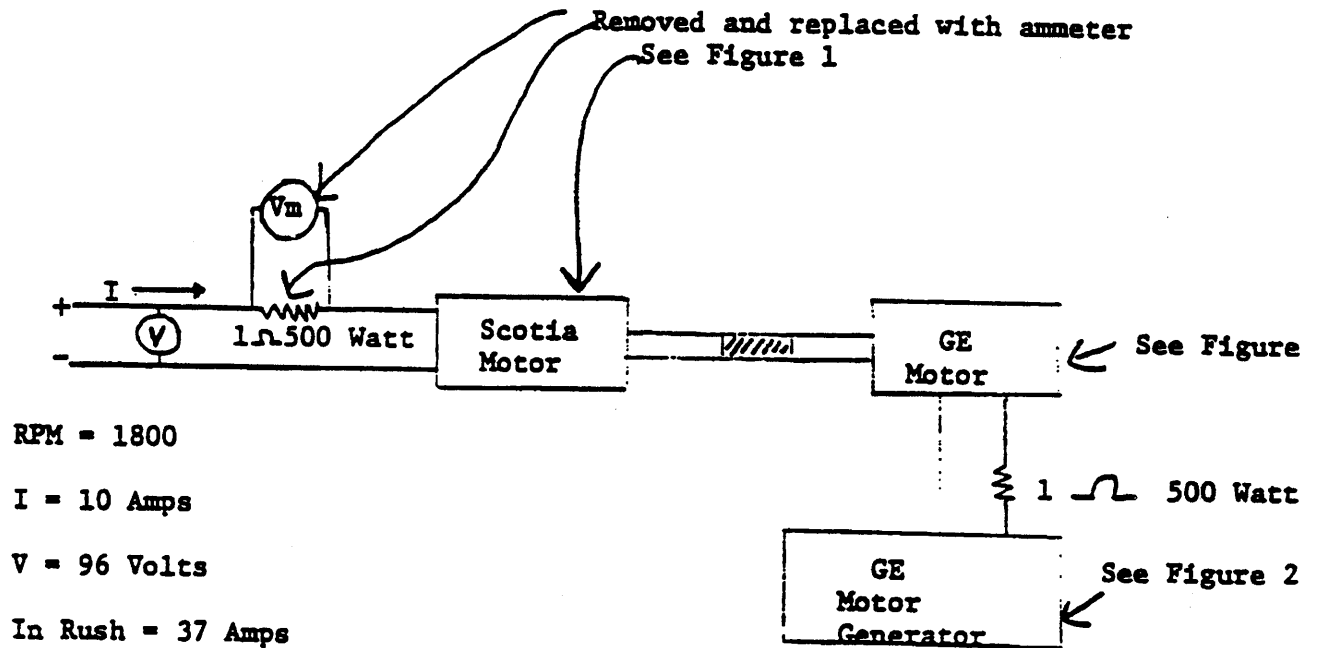 Removed and replaced with ammeter
See Figure 1
Vm
I
+
V
1Ω 500 Watt
-
Scotia
Motor
GE
Motor
See Figure
RPM = 1800
I = 10 Amps
1 Ω 500 Watt
V = 96 Volts
GE
Motor
Generator
See Figure 2
In Rush = 37 Amps